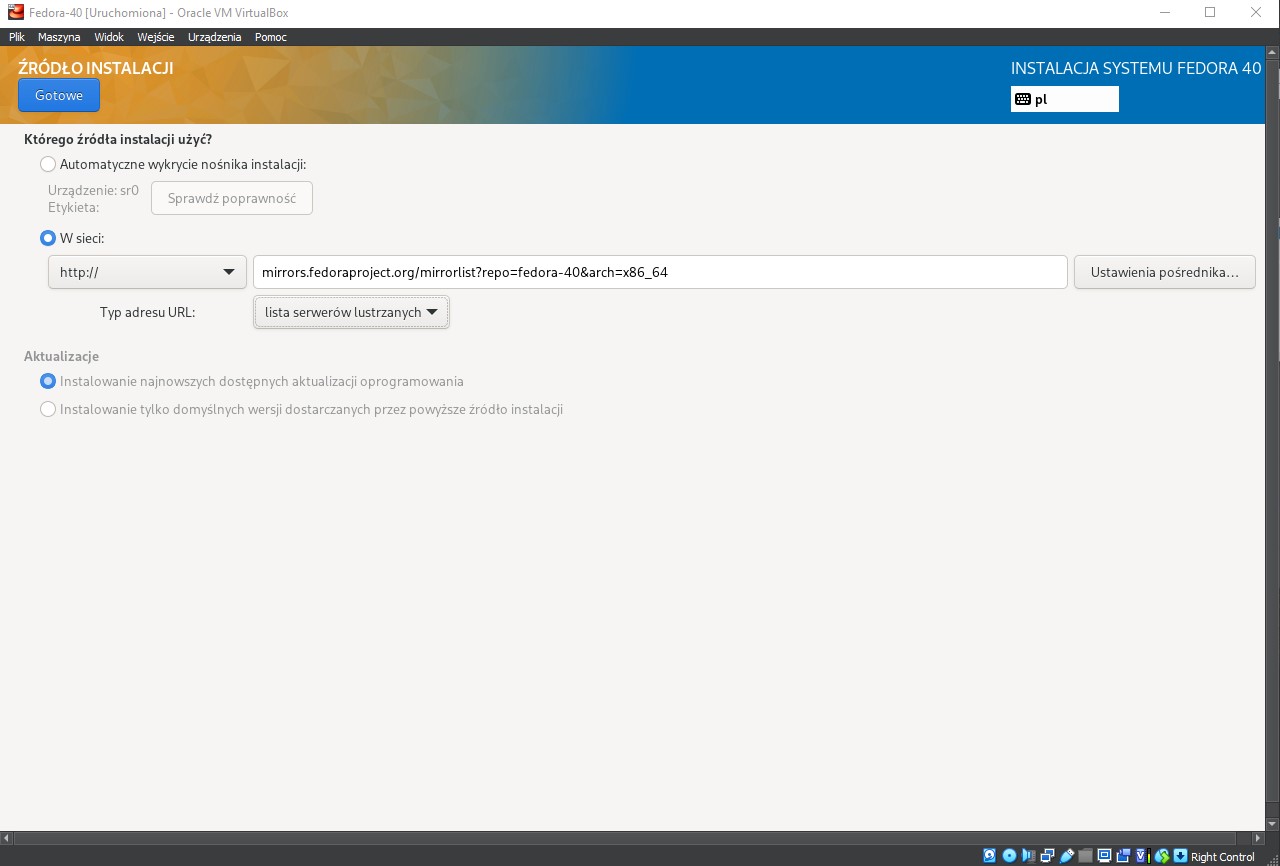 Fedora-40 [Uruchomiona] - Oracle VM VirtualBox
Plik Maszyna Widok Wejście Urządzenia Pomoc
ŹRÓDŁO INSTALACJI
INSTALACJA SYSTEMU FEDORA 40
Gotowe
pl
Którego źródła instalacji użyć?
Automatyczne wykrycie nośnika instalacji:
Urządzenie: sr0
Etykieta:
Sprawdź poprawność
W sieci:
http:// mirrors.fedoraproject.org/mirrorlist?repo=fedora-40&arch=x86_64 Ustawienia pośrednika…
Typ adresu URL: lista serwerów lustrzanych
Aktualizacje
Instalowanie najnowszych dostępnych aktualizacji oprogramowania
Instalowanie tylko domyślnych wersji dostarczanych przez powyższe źródło instalacji
Right Control